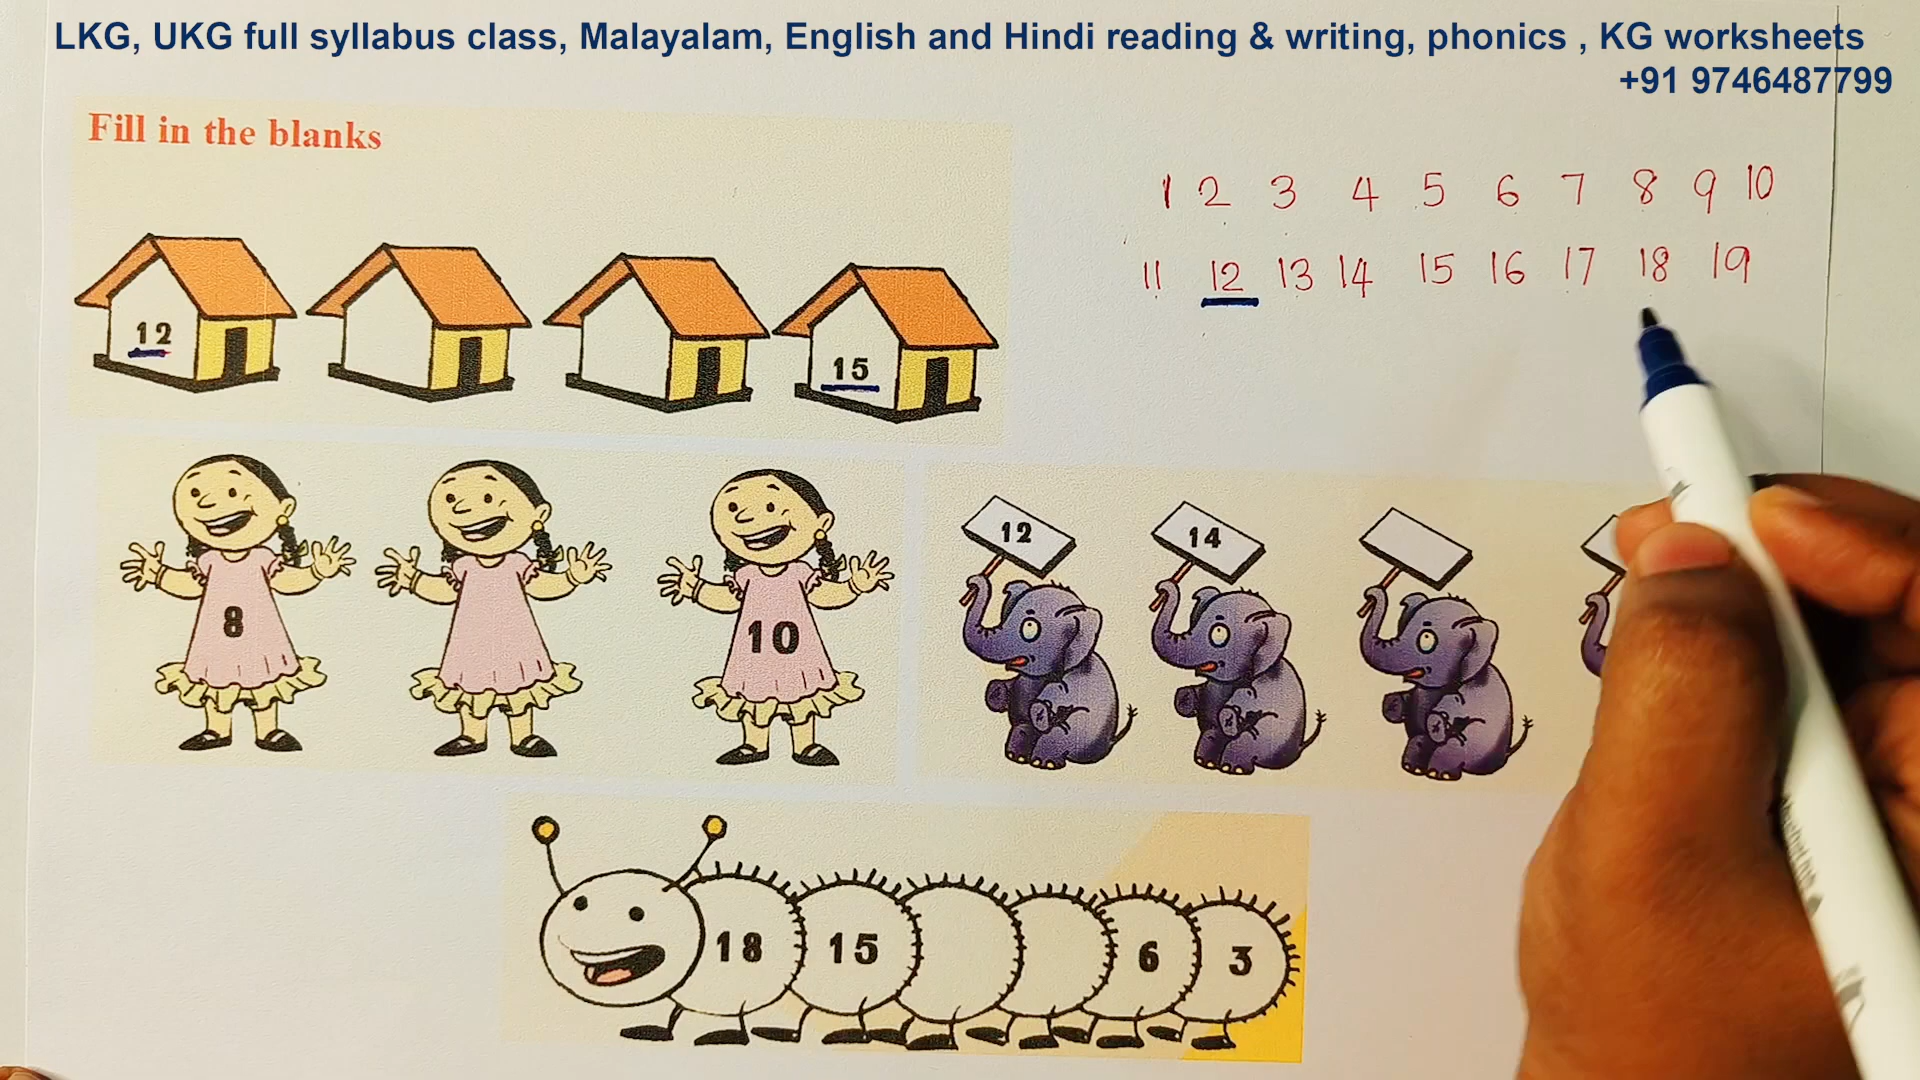 LKG, UKG full syllabus class, Malayalam, English and Hindi reading & writing, phonics , KG worksheets
+91 9746487799
Fill in the blanks
1 2 3 4 5 6 7 8 9 10
11 12 13 14 15 16 17 18 19
12 15
8 10
12 14
18 15 6 3